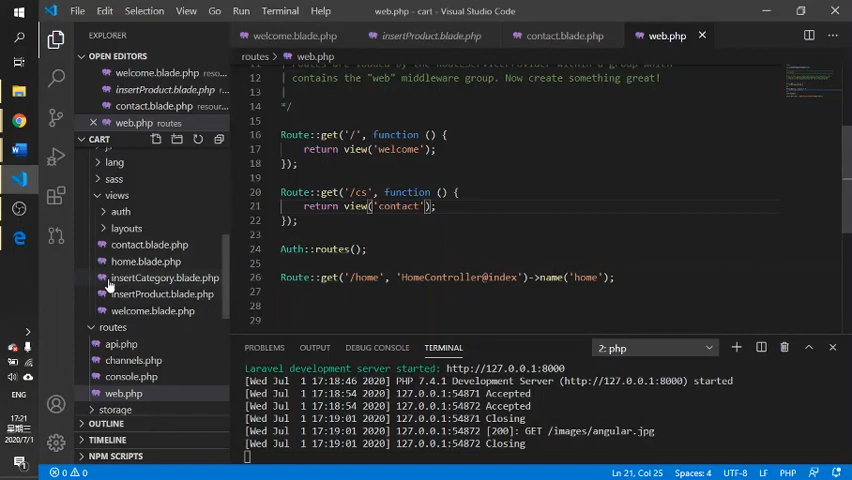 File Edit Selection View Go Run Terminal Help web.php - cart - Visual Studio Code
EXPLORER
welcome.blade.php insertProduct.blade.php contact.blade.php web.php
OPEN EDITORS
routes > web.php
welcome.blade.php reso...
insertProduct.blade.php
contact.blade.php resour...
web.php routes
CART
lang
sass
views
auth
layouts
contact.blade.php
home.blade.php
insertCategory.blade.php
insertProduct.blade.php
welcome.blade.php
routes
api.php
channels.php
console.php
web.php
storage
OUTLINE
TIMELINE
NPM SCRIPTS
12 | contains the "web" middleware group. Now create something great!
13 |
14 */
15
16 Route::get('/', function () {
17 return view('welcome');
18 });
19
20 Route::get('/cs', function () {
21 return view('contact');
22 });
23
24 Auth::routes();
25
26 Route::get('/home', 'HomeController@index')->name('home');
27
28
29
PROBLEMS OUTPUT DEBUG CONSOLE TERMINAL 2: php
Laravel development server started: http://127.0.0.1:8000
[Wed Jul 1 17:18:46 2020] PHP 7.4.1 Development Server (http://127.0.0.1:8000) started
[Wed Jul 1 17:18:54 2020] 127.0.0.1:54871 Accepted
[Wed Jul 1 17:18:54 2020] 127.0.0.1:54872 Accepted
[Wed Jul 1 17:19:01 2020] 127.0.0.1:54871 Closing
[Wed Jul 1 17:19:01 2020] 127.0.0.1:54872 [200]: GET /images/angular.jpg
[Wed Jul 1 17:19:01 2020] 127.0.0.1:54872 Closing
17:21
2020/7/1
0 0 Ln 21, Col 25 Spaces: 4 UTF-8 LF PHP